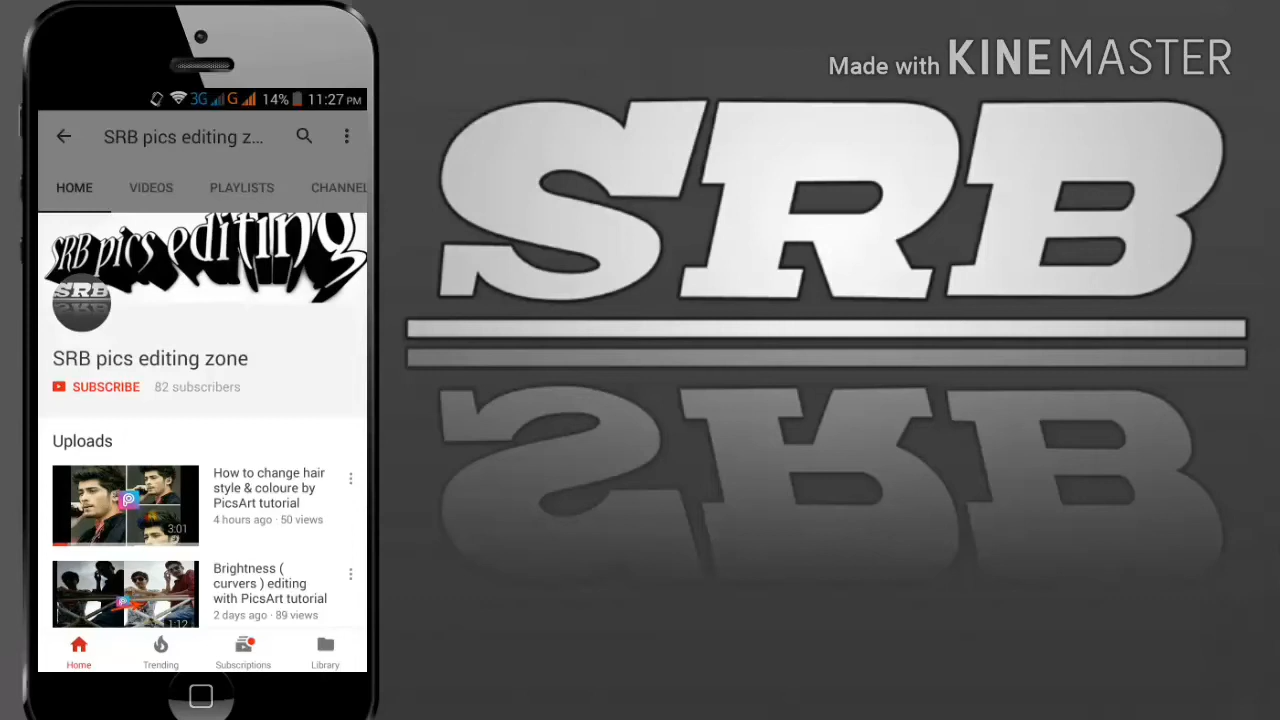 3G G 14% 11:27 PM
SRB pics editing z...
HOME VIDEOS PLAYLISTS CHANNEL
SRB pics editing
SRB
SRB pics editing zone
SUBSCRIBE 82 subscribers
Uploads
How to change hair
style & coloure by
PicsArt tutorial
4 hours ago · 50 views
3:01
Brightness (
curvers ) editing
with PicsArt tutorial
2 days ago · 89 views
1:12
Home Trending Subscriptions Library
Made with KINEMASTER
SRB